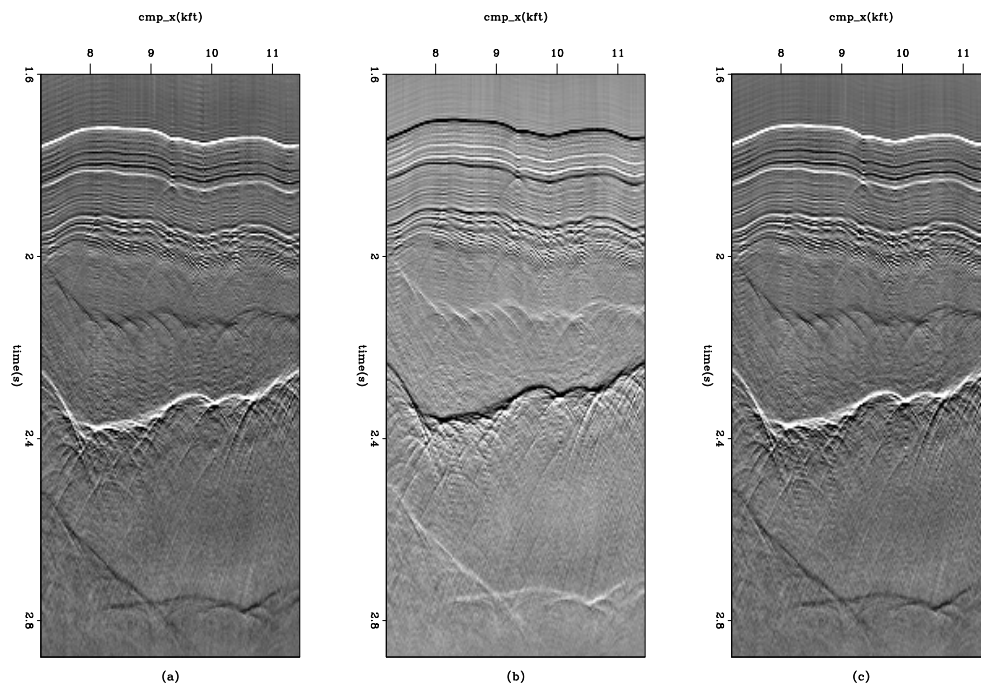 cmp_x(kft) cmp_x(kft) cmp_x(kft)
8 9 10 11 8 9 10 11 8 9 10 11
1.6 1.6 1.6
2 2 2
time(s) time(s) time(s)
2.4 2.4 2.4
2.8 2.8 2.8
(a) (b) (c)